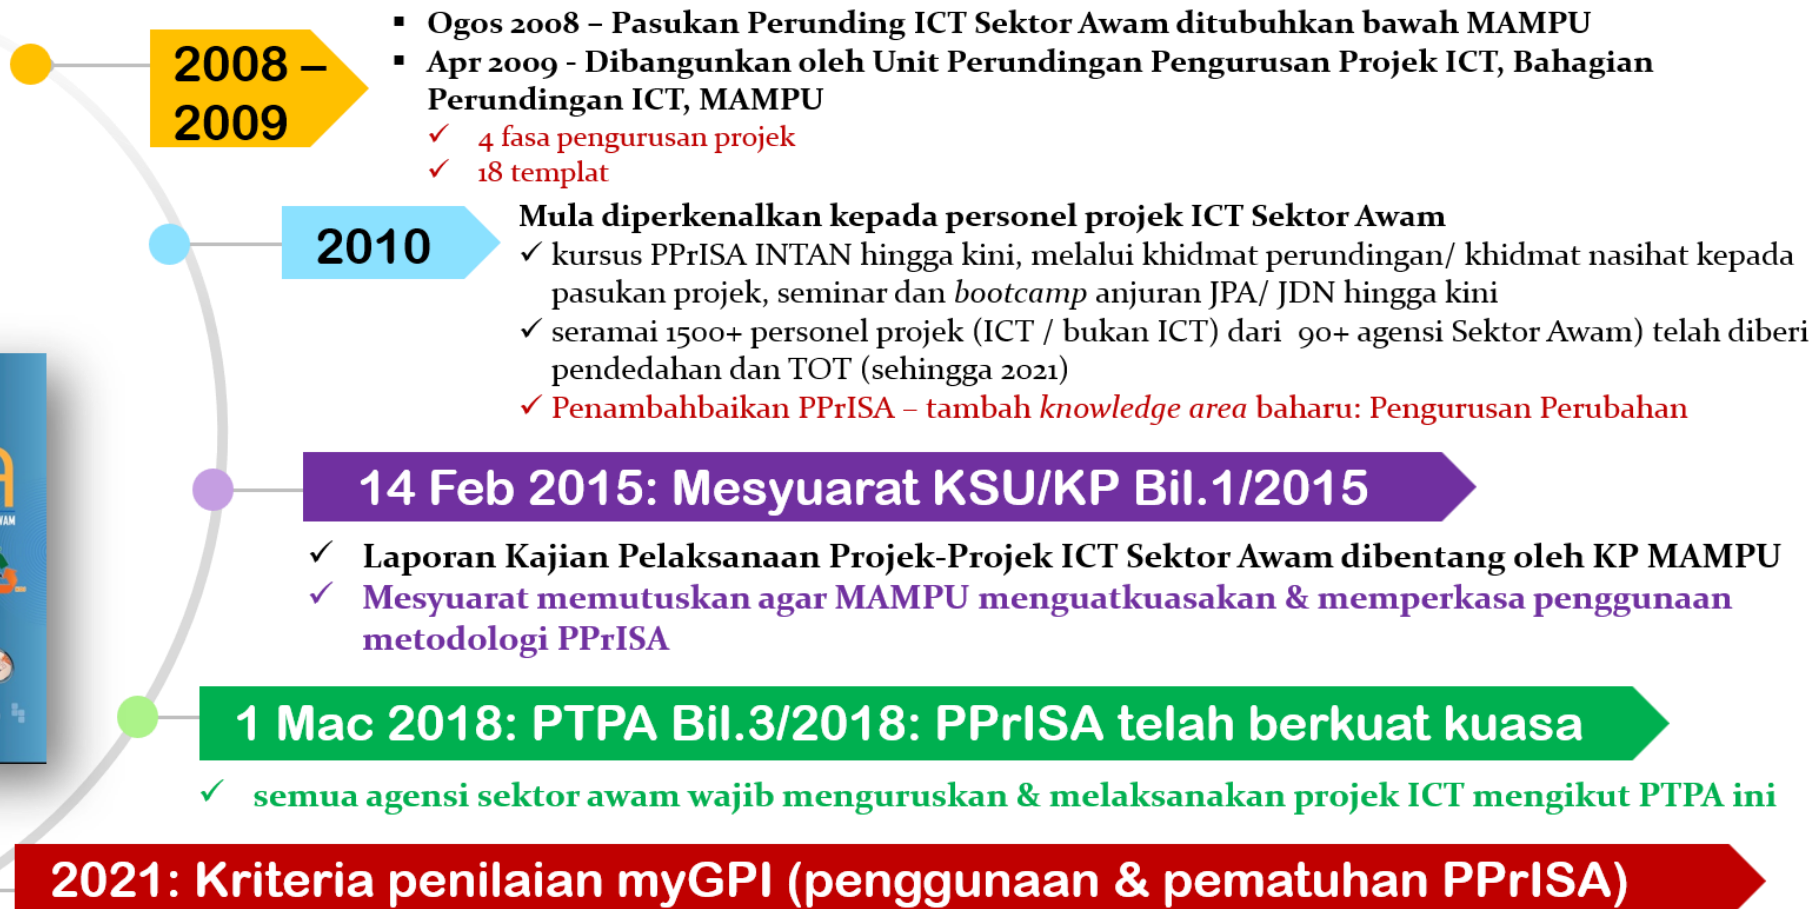 2008 –
2009
▪ Ogos 2008 – Pasukan Perunding ICT Sektor Awam ditubuhkan bawah MAMPU
▪ Apr 2009 - Dibangunkan oleh Unit Perundingan Pengurusan Projek ICT, Bahagian
Perundingan ICT, MAMPU
✓ 4 fasa pengurusan projek
✓ 18 templat
2010
Mula diperkenalkan kepada personel projek ICT Sektor Awam
✓ kursus PPrISA INTAN hingga kini, melalui khidmat perundingan/ khidmat nasihat kepada
pasukan projek, seminar dan bootcamp anjuran JPA/ JDN hingga kini
✓ seramai 1500+ personel projek (ICT / bukan ICT) dari 90+ agensi Sektor Awam) telah diberi
pendedahan dan TOT (sehingga 2021)
✓ Penambahbaikan PPrISA – tambah knowledge area baharu: Pengurusan Perubahan
A
WAM
14 Feb 2015: Mesyuarat KSU/KP Bil.1/2015
✓ Laporan Kajian Pelaksanaan Projek-Projek ICT Sektor Awam dibentang oleh KP MAMPU
✓ Mesyuarat memutuskan agar MAMPU menguatkuasakan & memperkasa penggunaan
metodologi PPrISA
1 Mac 2018: PTPA Bil.3/2018: PPrISA telah berkuat kuasa
✓ semua agensi sektor awam wajib menguruskan & melaksanakan projek ICT mengikut PTPA ini
2021: Kriteria penilaian myGPI (penggunaan & pematuhan PPrISA)